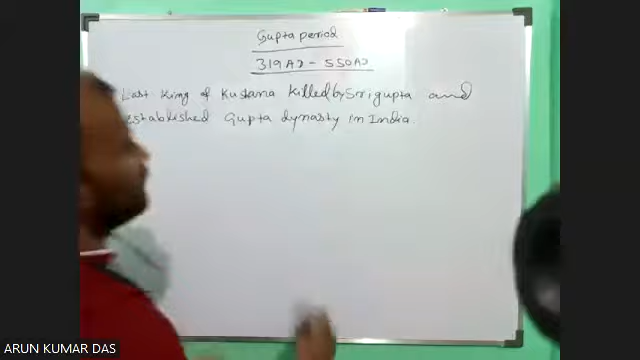 Gupta period
319AD - 550AD
Last king of Kushana killed by Srigupta and
established Gupta dynasty in India.
ARUN KUMAR DAS